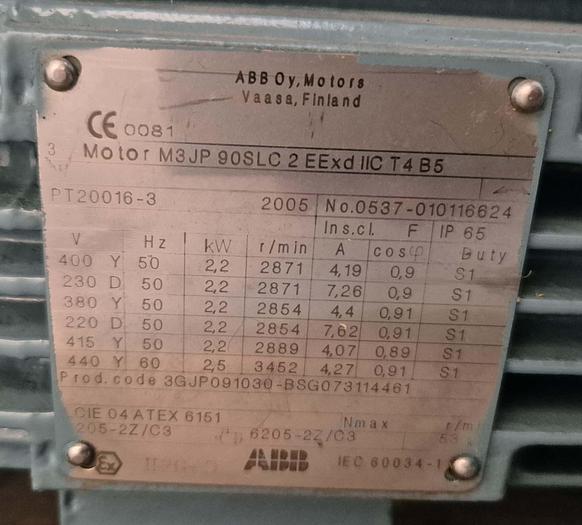 ABB Oy, Motors
Vaasa, Finland
CE 0081
3 Motor M3JP 90SLC 2 EExd IIC T4 B5
PT20016-3 2005 No.0537-010116624
Ins.cl. F IP 65
V Hz kW r/min A cosφ Duty
400 Y 50 2,2 2871 4,19 0,9 S1
230 D 50 2,2 2871 7,26 0,9 S1
380 Y 50 2,2 2854 4,4 0,91 S1
220 D 50 2,2 2854 7,62 0,91 S1
415 Y 50 2,2 2889 4,07 0,89 S1
440 Y 60 2,5 3452 4,27 0,91 S1
Prod. code 3GJP091030-BSG073114461
CIE 04 ATEX 6151 Nmax r/m
205-2Z/C3 6205-2Z/C3
Ex ABB IEC 60034-1